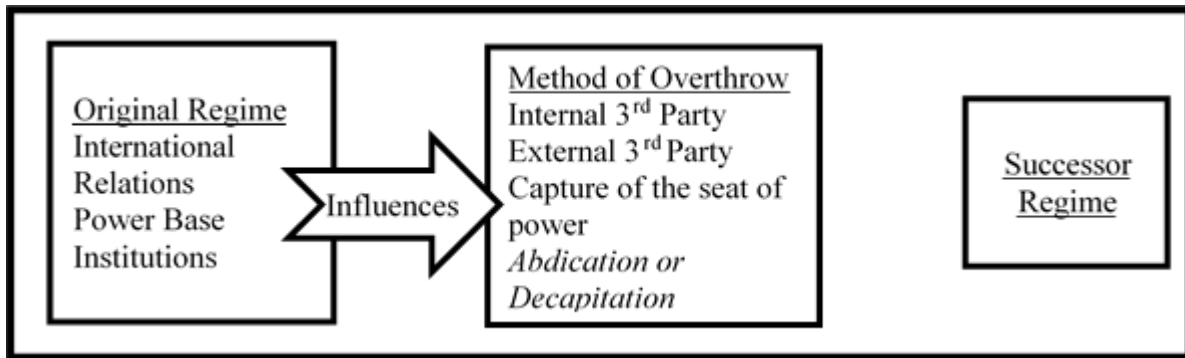 Original Regime
International
Relations
Power Base
Institutions
Influences
Method of Overthrow
Internal 3rd Party
External 3rd Party
Capture of the seat of
power
Abdication or
Decapitation
Successor
Regime